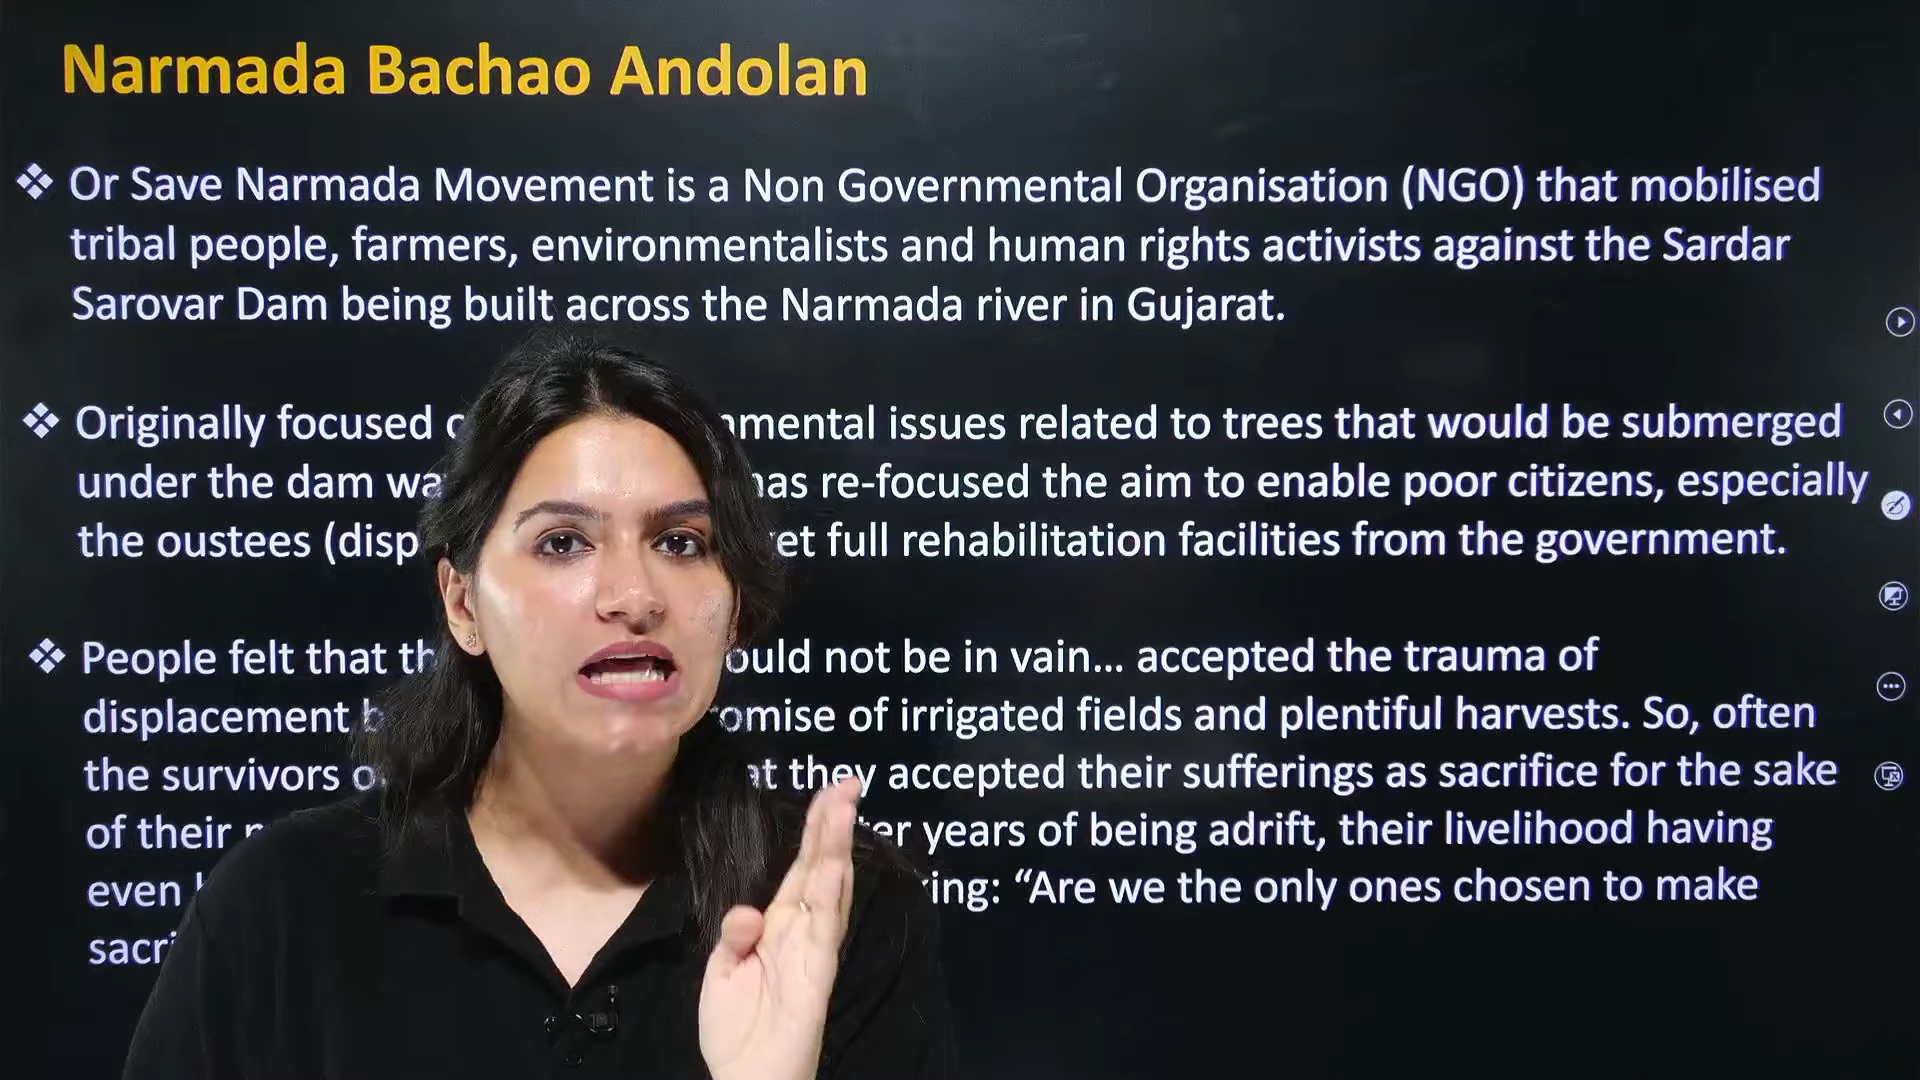 Narmada Bachao Andolan
❖ Or Save Narmada Movement is a Non Governmental Organisation (NGO) that mobilised
tribal people, farmers, environmentalists and human rights activists against the Sardar
Sarovar Dam being built across the Narmada river in Gujarat.
❖ Originally focused issues related to trees that would be submerged
under the dam has re-focused the aim to enable poor citizens, especially
the oustees full rehabilitation facilities from the government.
❖ People felt that not be in vain... accepted the trauma of
displacement of irrigated fields and plentiful harvests. So, often
the survivors they accepted their sufferings as sacrifice for the sake
of their years of being adrift, their livelihood having
even “Are we the only ones chosen to make